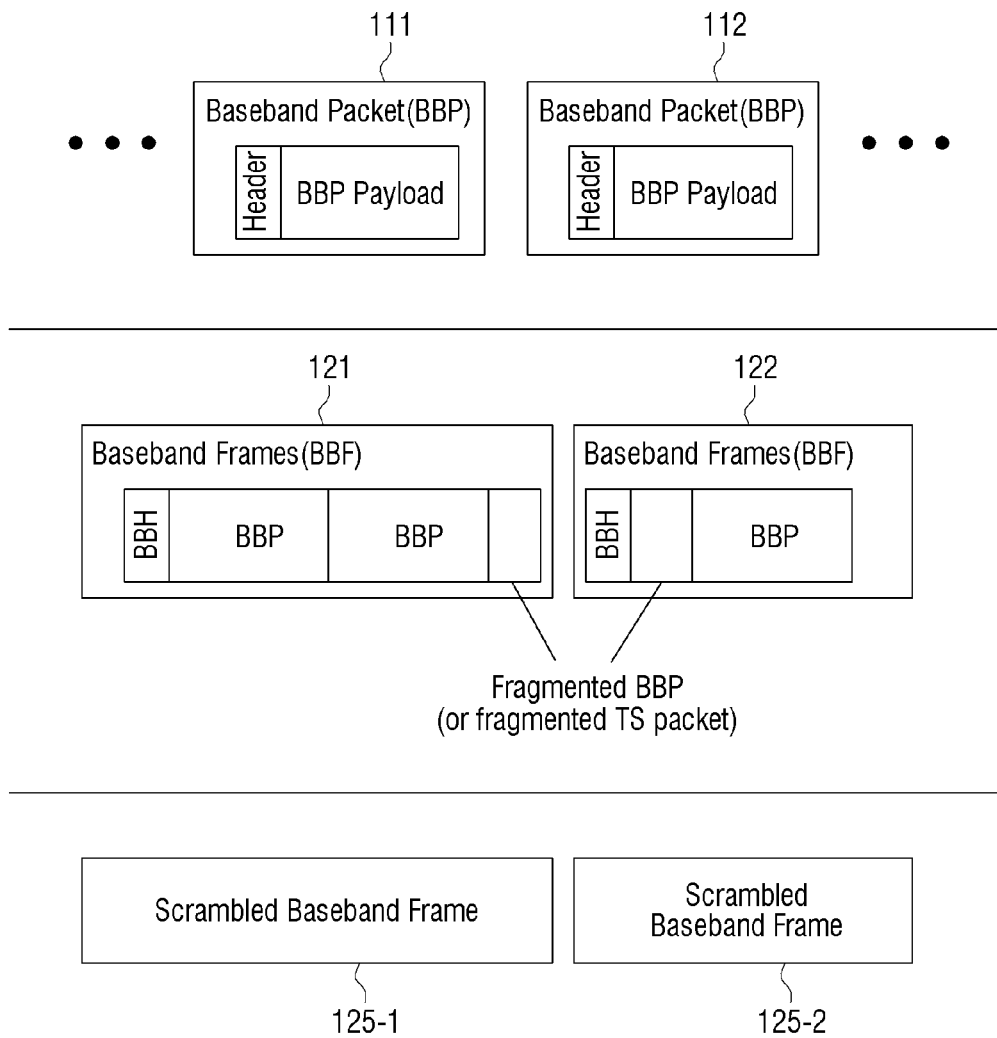 111
112
Baseband Packet(BBP)
Baseband Packet(BBP)
Header
BBP Payload
Header
BBP Payload
121
122
Baseband Frames(BBF)
Baseband Frames(BBF)
BBH
BBP
BBP
BBH
BBP
Fragmented BBP
(or fragmented TS packet)
Scrambled Baseband Frame
Scrambled
Baseband Frame
125-1
125-2